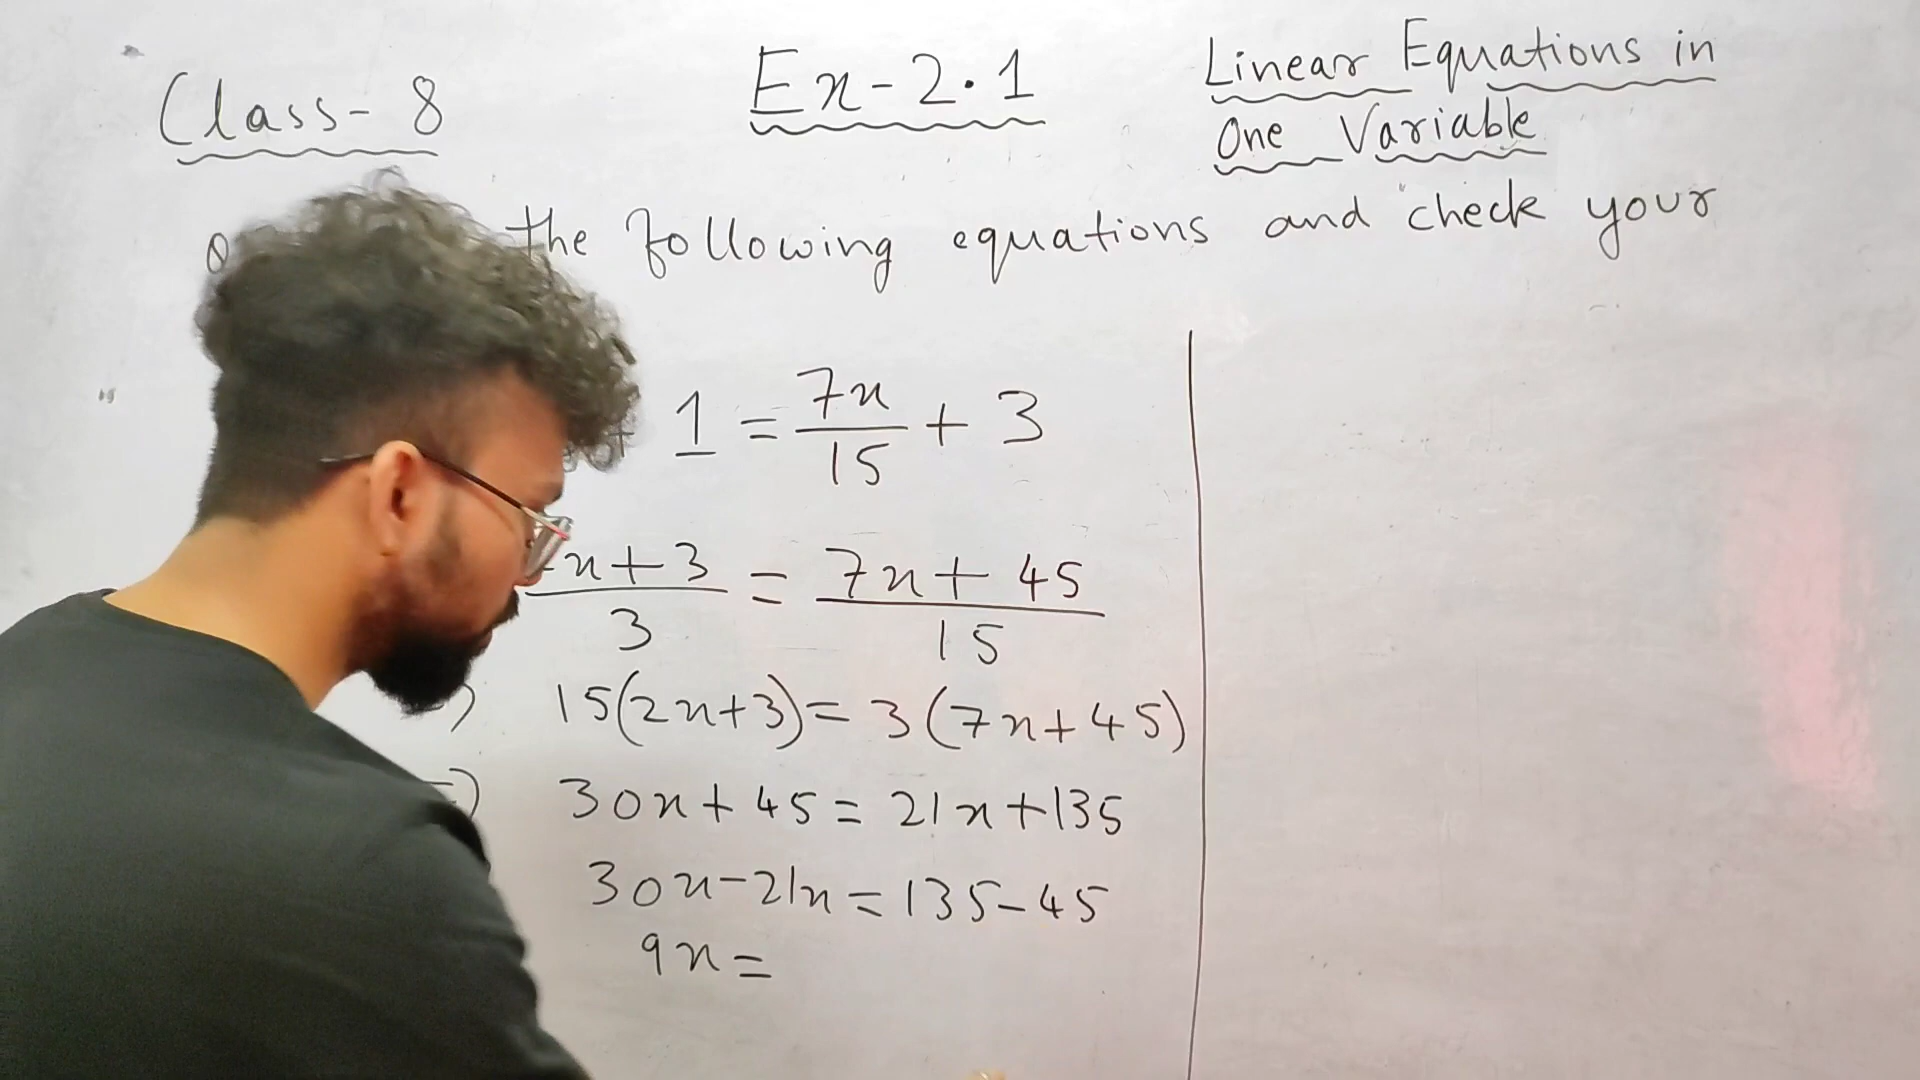 Class- 8
Ex-2.1
Linear Equations in
One Variable
Q the following equations and check your
+ 1 = 7x/15 + 3
x+3/3 = 7x+45/15
15(2x+3)=3(7x+45)
30x+45=21x+135
30x-21x=135-45
9x=